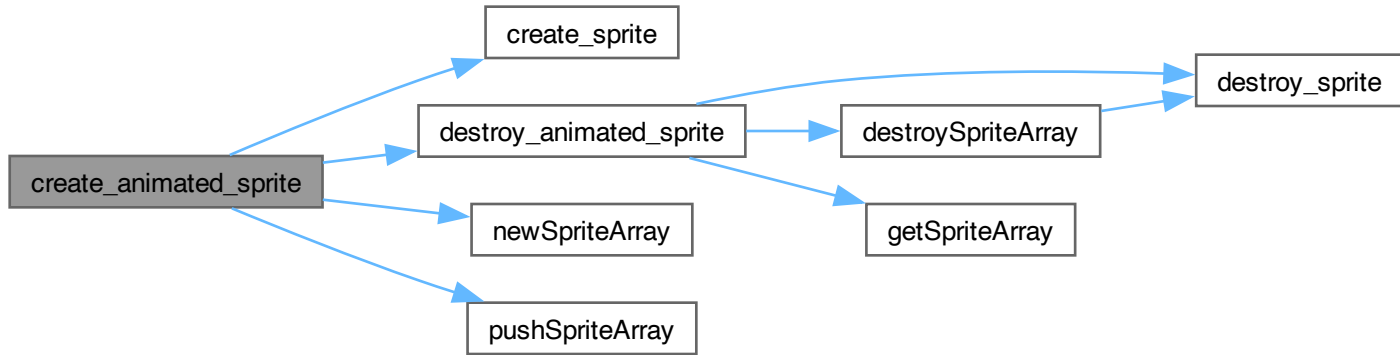 create_animated_sprite
create_sprite
destroy_animated_sprite
newSpriteArray
pushSpriteArray
destroySpriteArray
getSpriteArray
destroy_sprite